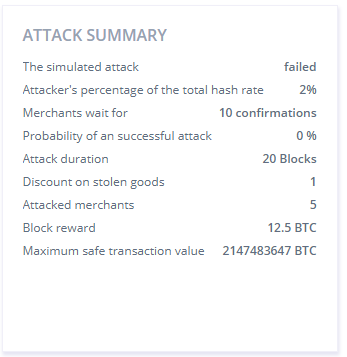 ATTACK SUMMARY
The simulated attack failed
Attacker's percentage of the total hash rate 2%
Merchants wait for 10 confirmations
Probability of an successful attack 0 %
Attack duration 20 Blocks
Discount on stolen goods 1
Attacked merchants 5
Block reward 12.5 BTC
Maximum safe transaction value 2147483647 BTC